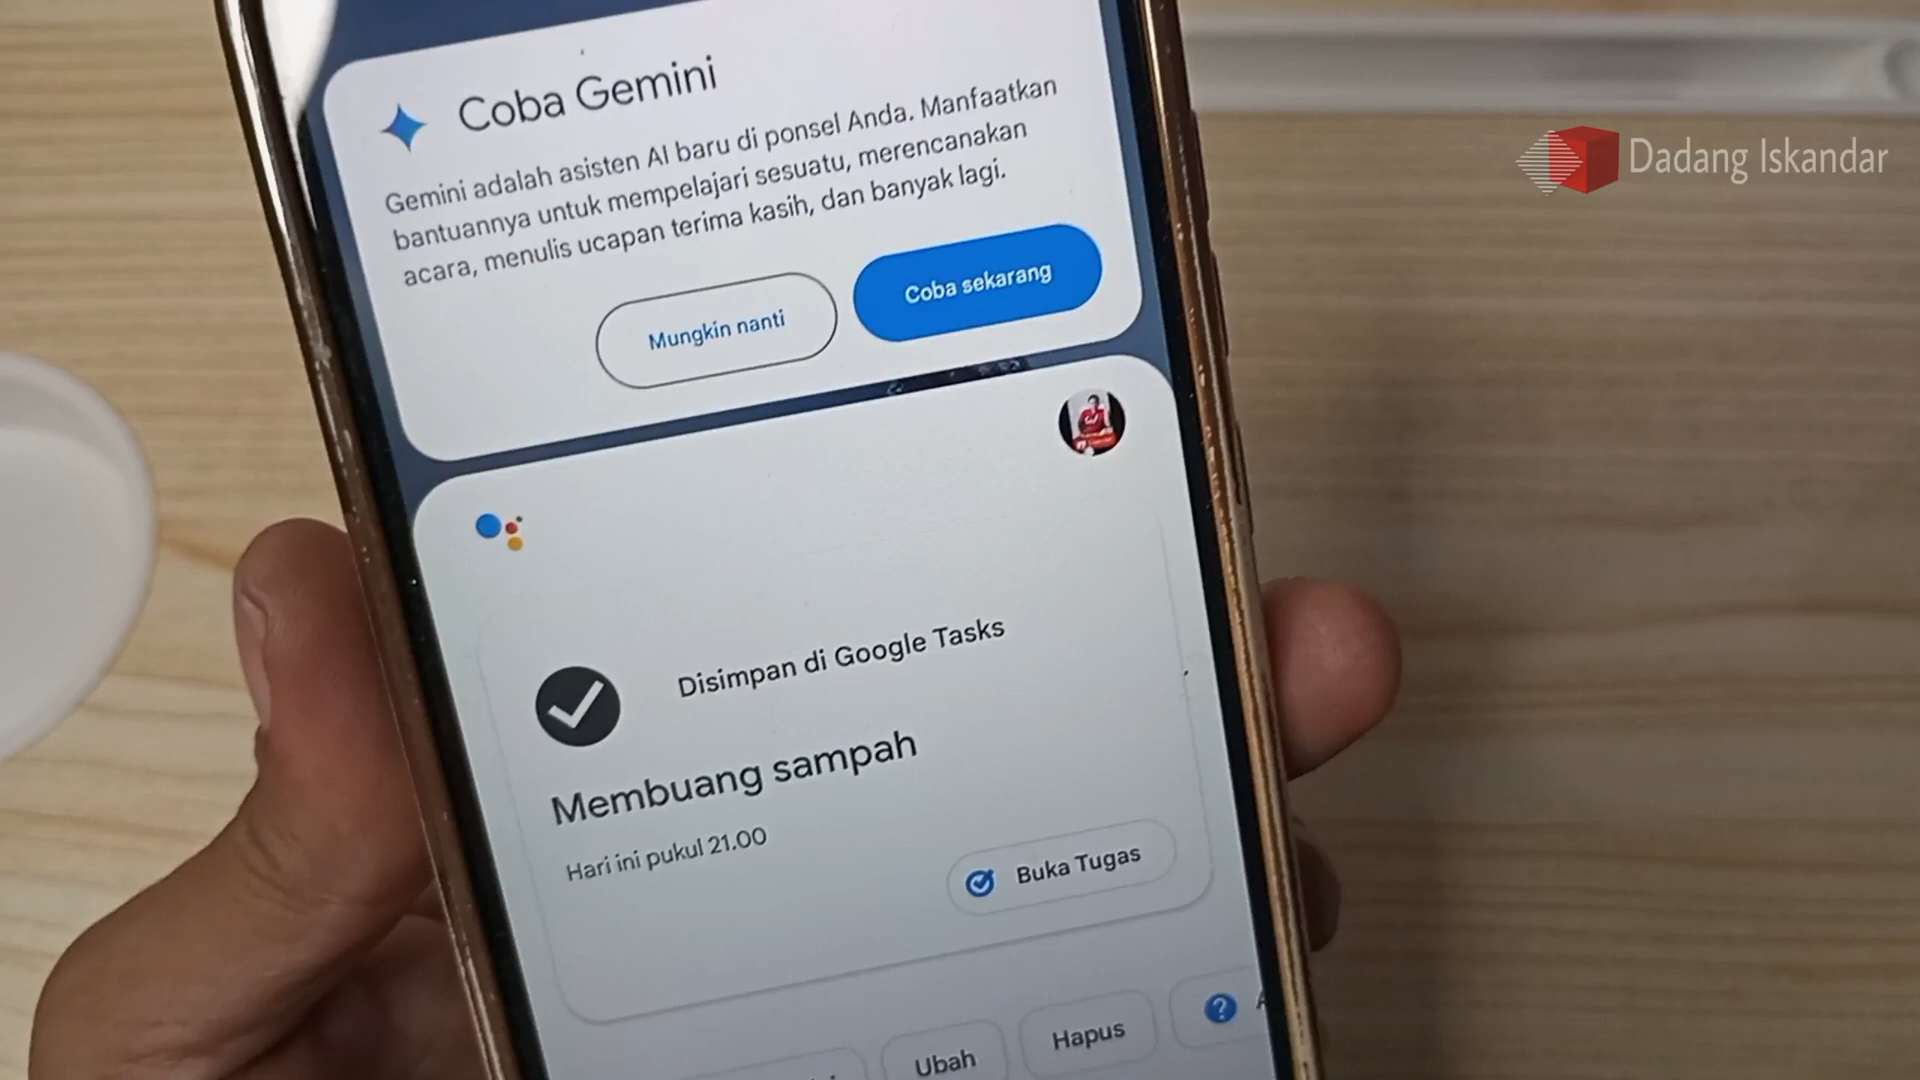 Coba Gemini
Gemini adalah asisten AI baru di ponsel Anda. Manfaatkan
bantuannya untuk mempelajari sesuatu, merencanakan
acara, menulis ucapan terima kasih, dan banyak lagi.
Mungkin nanti
Coba sekarang
Dadang Iskandar
Disimpan di Google Tasks
Membuang sampah
Hari ini pukul 21.00
Buka Tugas
Ubah
Hapus